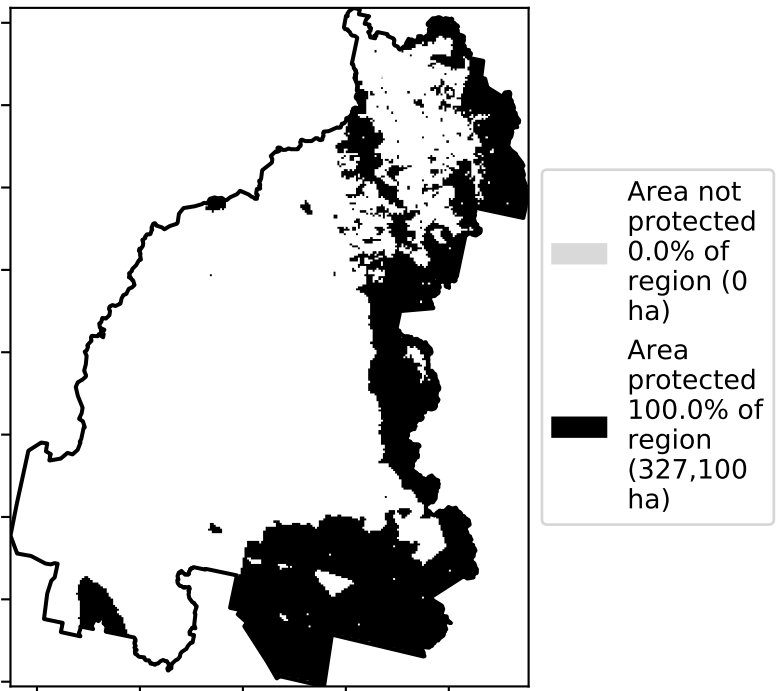 Area not
protected
0.0% of
region (0
ha)
Area
protected
100.0% of
region
(327,100
ha)